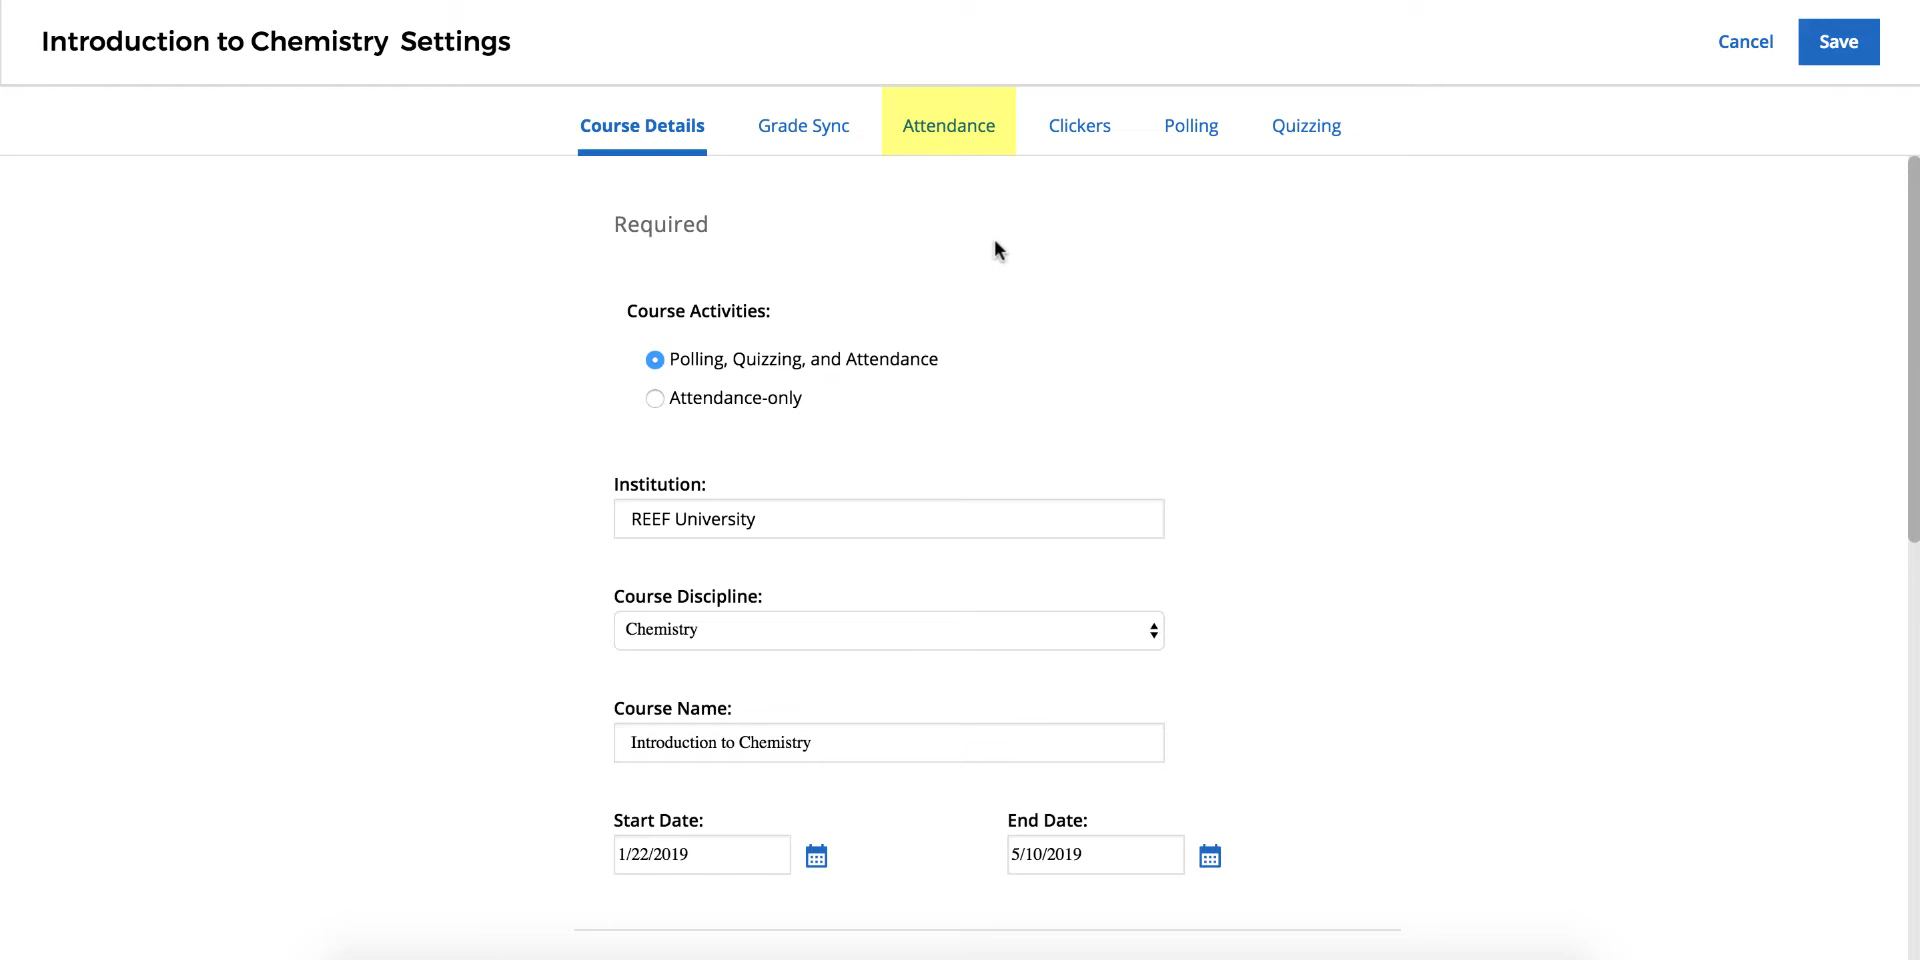 Introduction to Chemistry Settings
Cancel
Save
Course Details
Grade Sync
Attendance
Clickers
Polling
Quizzing
Required
Course Activities:
Polling, Quizzing, and Attendance
Attendance-only
Institution:
REEF University
Course Discipline:
Chemistry
Course Name:
Introduction to Chemistry
Start Date:
End Date:
1/22/2019
5/10/2019